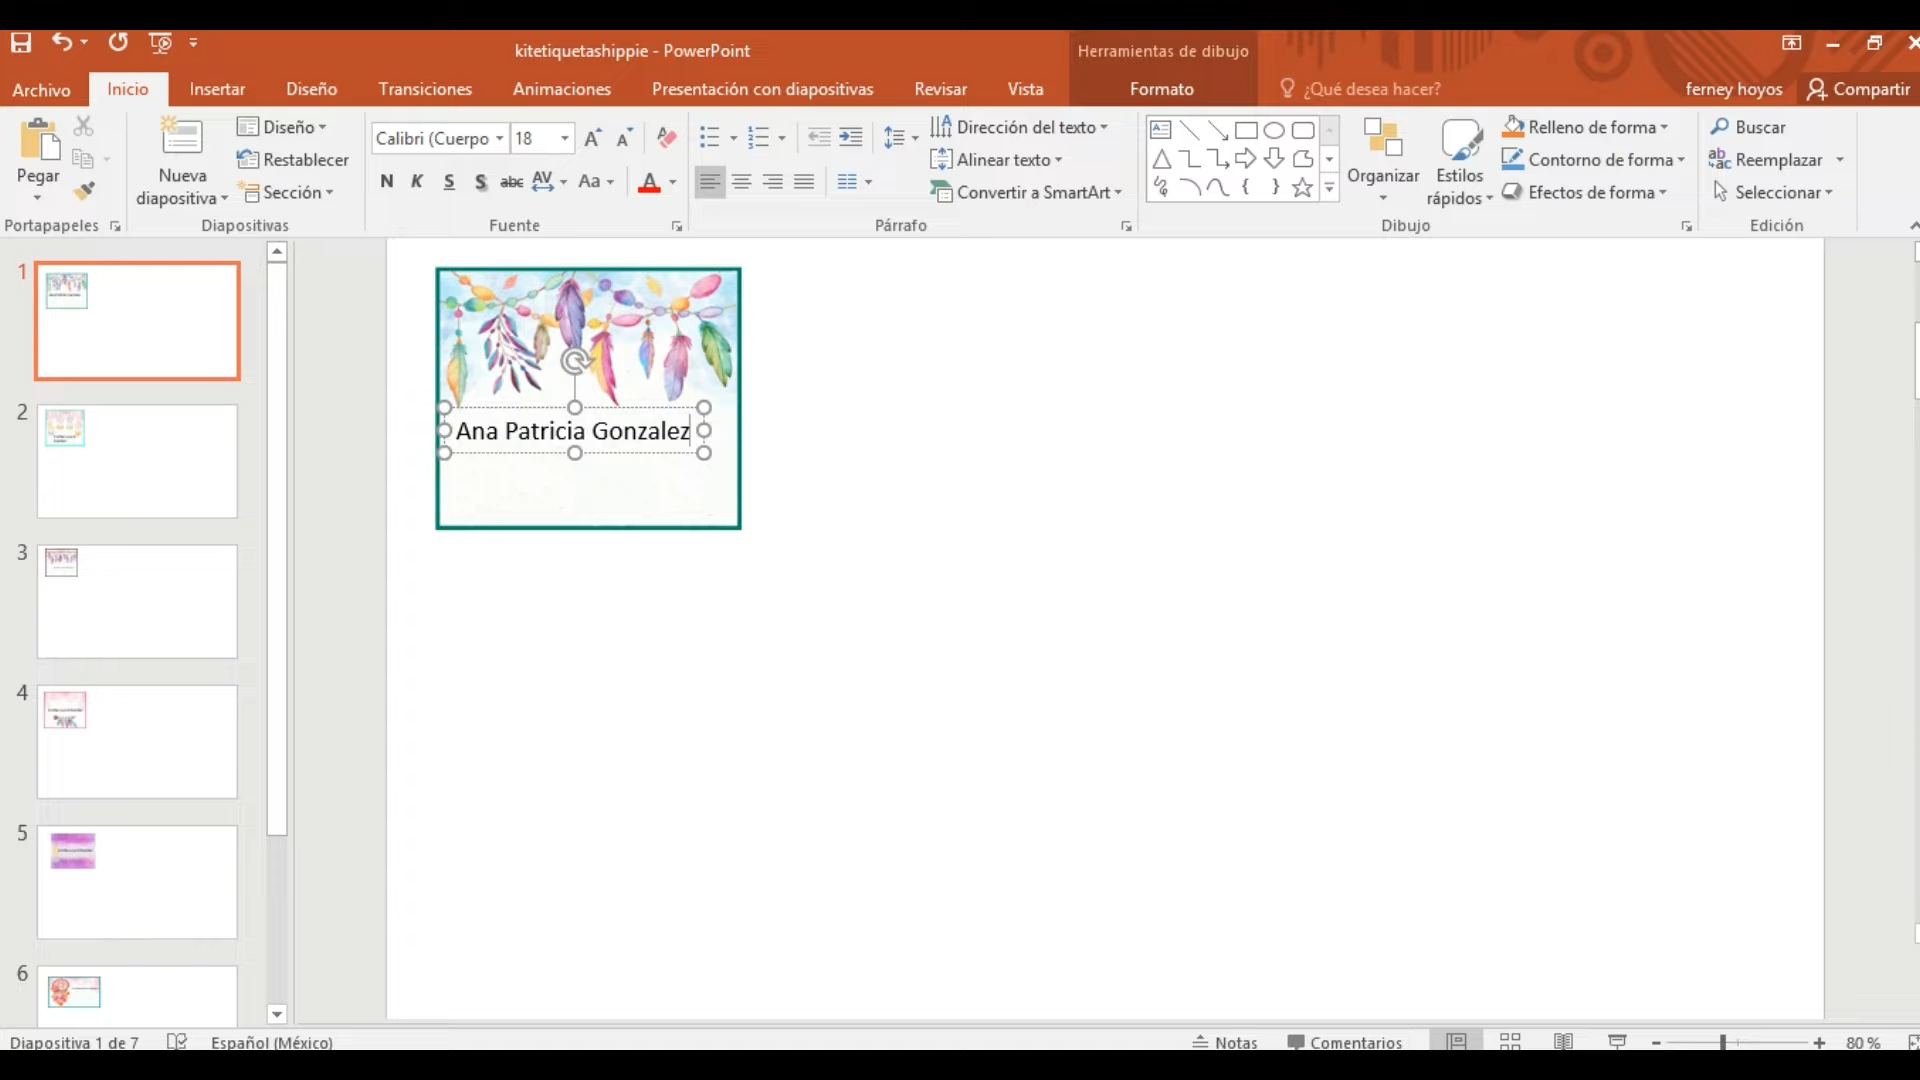 kitetiquetashippie - PowerPoint
Herramientas de dibujo
Archivo Inicio Insertar Diseño Transiciones Animaciones Presentación con diapositivas Revisar Vista Formato ¿Qué desea hacer? ferney hoyos Compartir
Pegar
Portapapeles
Nueva diapositiva
Diseño
Restablecer
Sección
Diapositivas
Calibri (Cuerpo 18
N K S S abc AV Aa A
Fuente
Dirección del texto
Alinear texto
Convertir a SmartArt
Párrafo
Organizar
Estilos rápidos
Relleno de forma
Contorno de forma
Efectos de forma
Dibujo
Buscar
Reemplazar
Seleccionar
Edición
1
2
3
4
5
6
Ana Patricia Gonzalez
Diapositiva 1 de 7 Español (México) Notas Comentarios 80 %